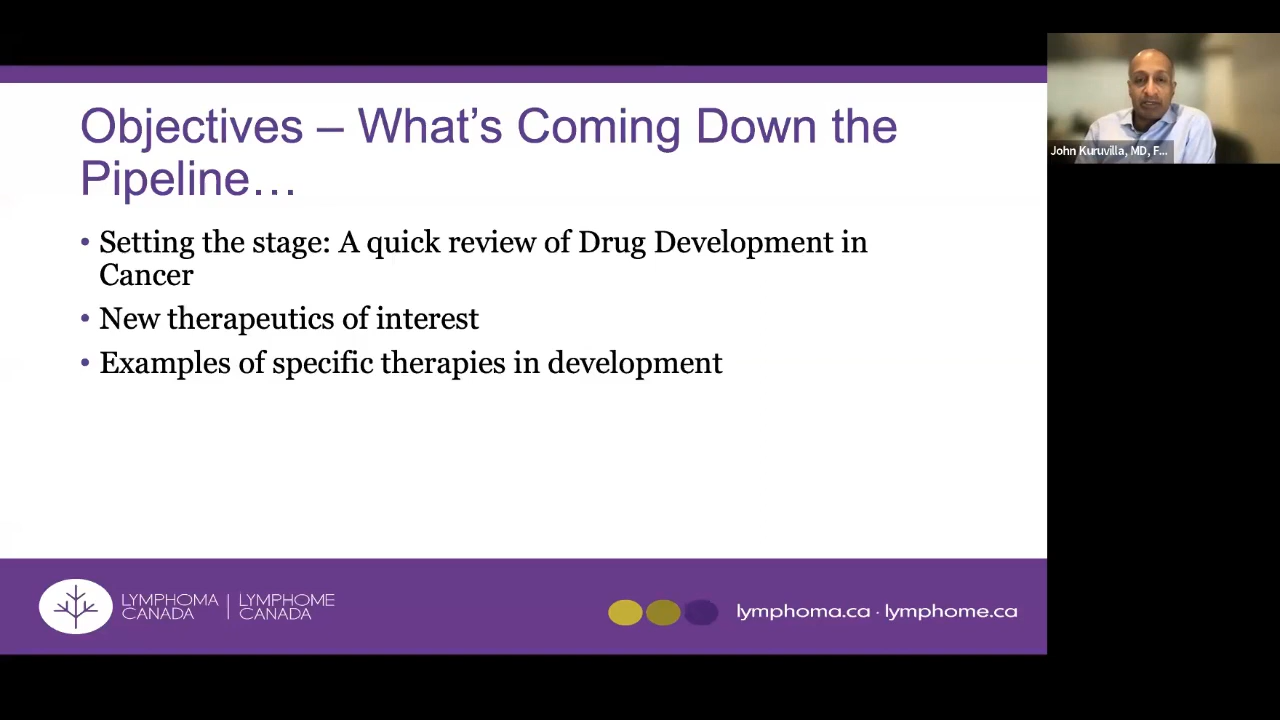 Objectives – What's Coming Down the
Pipeline…
• Setting the stage: A quick review of Drug Development in
Cancer
• New therapeutics of interest
• Examples of specific therapies in development
John Kuruvilla, MD, F...
LYMPHOMA | LYMPHOME
CANADA | CANADA
lymphoma.ca · lymphome.ca